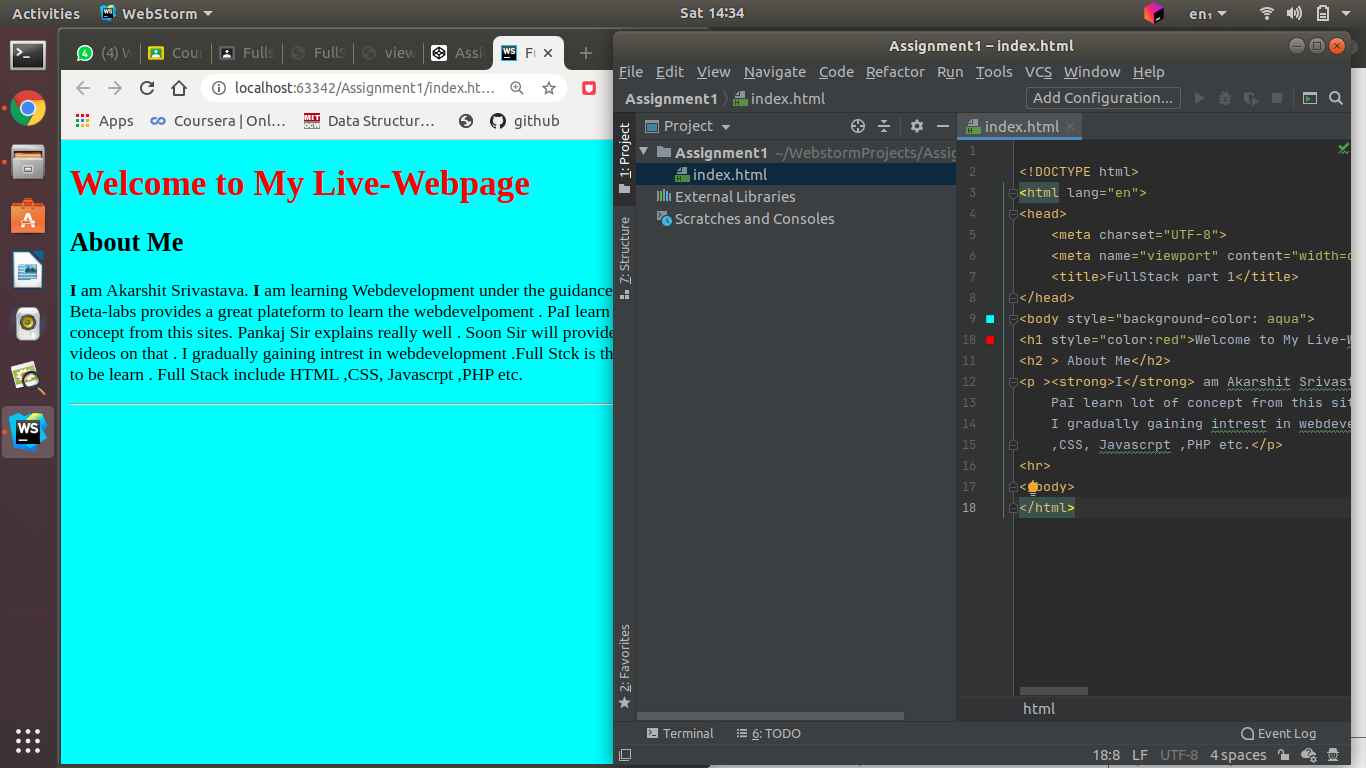 Activities WebStorm Sat 14:34 en₁
(4) W Cour Fulls FullS view Assi Fu
localhost:63342/Assignment1/index.ht...
Apps Coursera | Onl... Data Structur... github
Welcome to My Live-Webpage
About Me
I am Akarshit Srivastava. I am learning Webdevelopment under the guidance
Beta-labs provides a great plateform to learn the webdevelpoment . PaI learn
concept from this sites. Pankaj Sir explains really well . Soon Sir will provide
videos on that . I gradually gaining intrest in webdevelopment .Full Stck is th
to be learn . Full Stack include HTML ,CSS, Javascrpt ,PHP etc.
Assignment1 – index.html
File Edit View Navigate Code Refactor Run Tools VCS Window Help
Assignment1 index.html Add Configuration...
1: Project
7: Structure
2: Favorites
Project
Assignment1 ~/WebstormProjects/Assig
index.html
External Libraries
Scratches and Consoles
index.html
1
2 <!DOCTYPE html>
3 <html lang="en">
4 <head>
5 <meta charset="UTF-8">
6 <meta name="viewport" content="width=d
7 <title>FullStack part 1</title>
8 </head>
9 <body style="background-color: aqua">
10 <h1 style="color:red">Welcome to My Live-W
11 <h2 > About Me</h2>
12 <p ><strong>I</strong> am Akarshit Srivast
13 PaI learn lot of concept from this sit
14 I gradually gaining intrest in webdeve
15 ,CSS, Javascrpt ,PHP etc.</p>
16 <hr>
17 </body>
18 </html>
html
Terminal 6: TODO Event Log
18:8 LF UTF-8 4 spaces